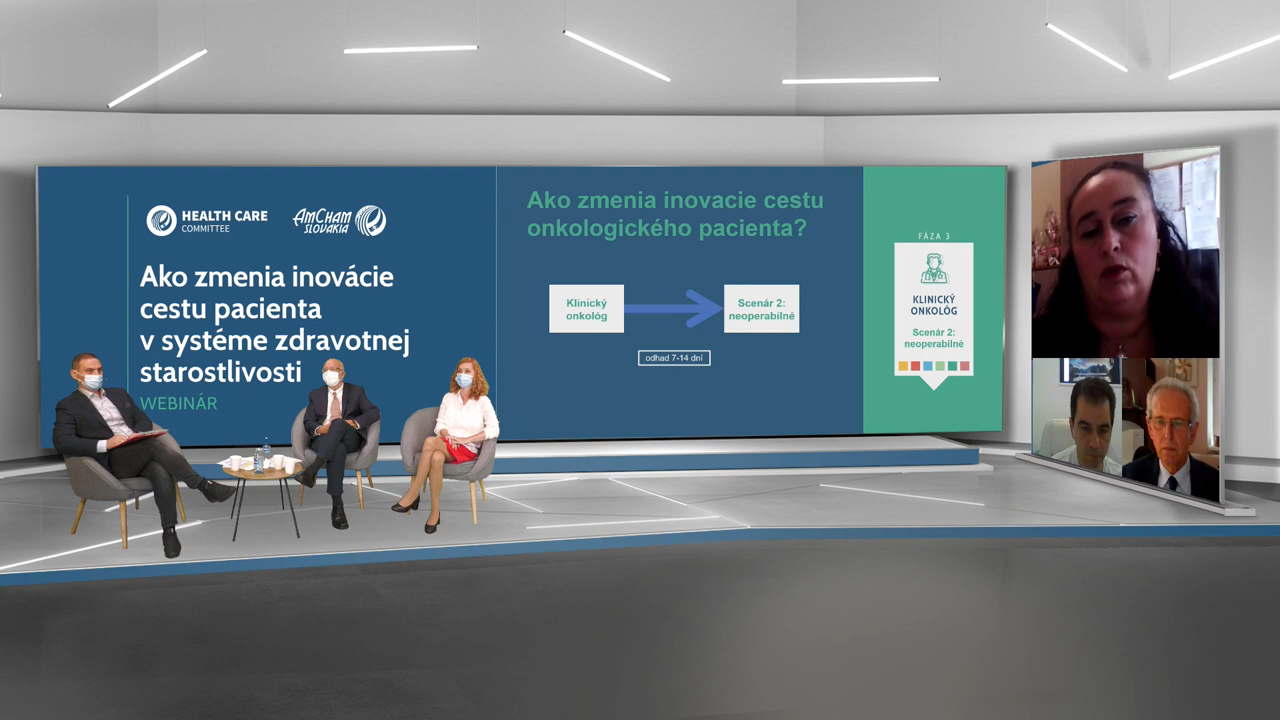 HEALTH CARE
COMMITTEE
AMCHAM
SLOVAKIA
Ako zmenia inovácie
cestu pacienta
v systéme zdravotnej
starostlivosti
WEBINÁR
Ako zmenia inovacie cestu
onkologického pacienta?
Klinický
onkológ
Scenár 2:
neoperabilné
odhad 7-14 dní
FÁZA 3
KLINICKÝ
ONKOLÓG
Scenár 2:
neoperabilné